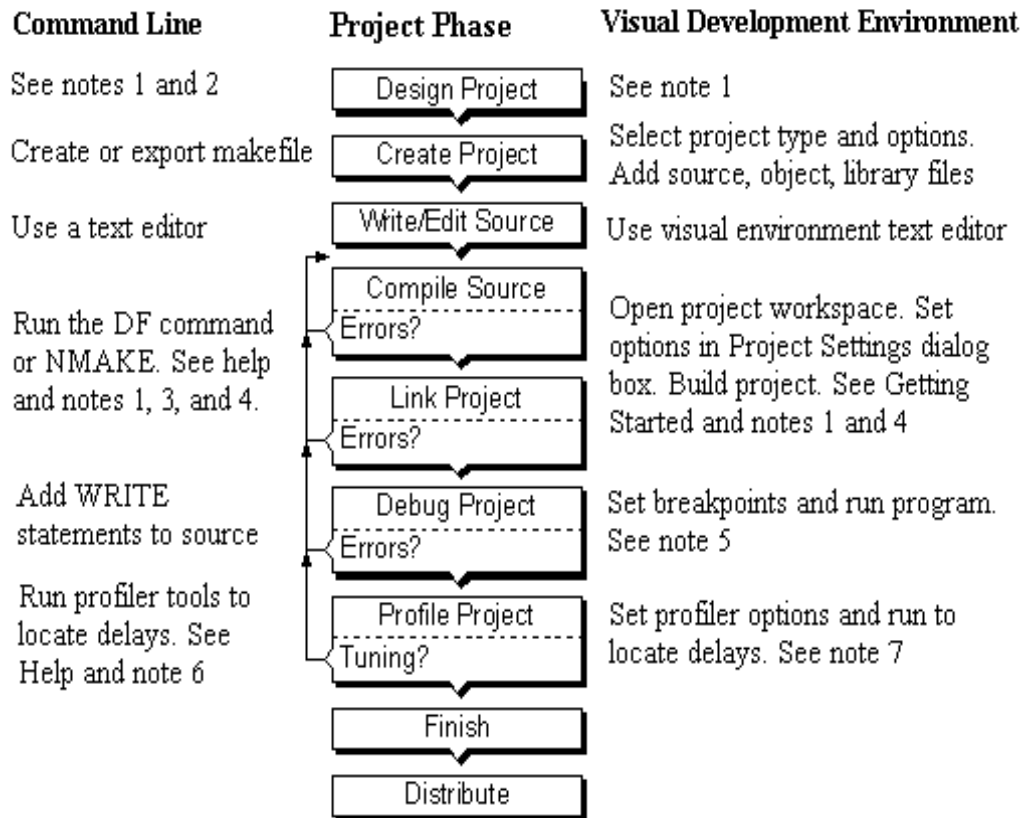 Command Line
Project Phase
Visual Development Environment
See notes 1 and 2
Design Project
See note 1
Create or export makefile
Create Project
Select project type and options.
Add source, object, library files
Use a text editor
Write/Edit Source
Use visual environment text editor
Run the DF command
or NMAKE. See help
and notes 1, 3, and 4.
Compile Source
Errors?
Link Project
Errors?
Open project workspace. Set
options in Project Settings dialog
box. Build project. See Getting
Started and notes 1 and 4
Add WRITE
statements to source
Debug Project
Errors?
Set breakpoints and run program.
See note 5
Run profiler tools to
locate delays. See
Help and note 6
Profile Project
Tuning?
Set profiler options and run to
locate delays. See note 7
Finish
Distribute